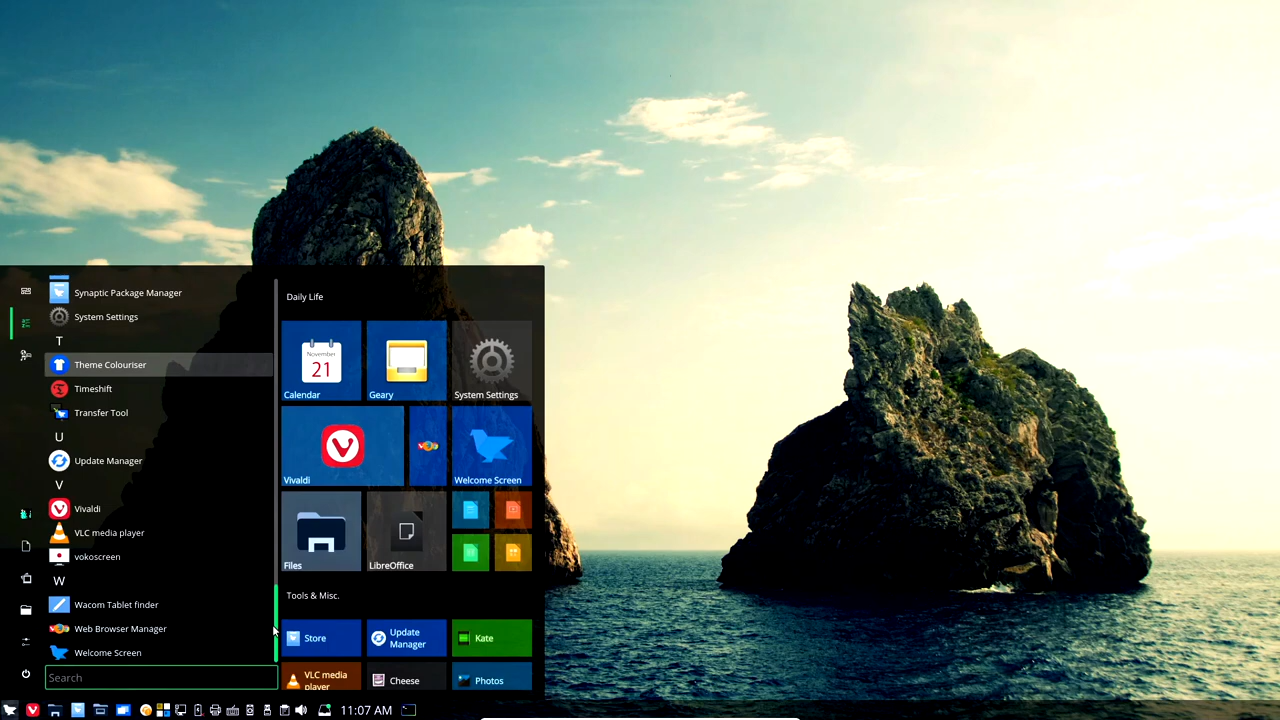 Synaptic Package Manager
System Settings
T
Theme Colouriser
Timeshift
Transfer Tool
U
Update Manager
V
Vivaldi
VLC media player
vokoscreen
W
Wacom Tablet finder
Web Browser Manager
Welcome Screen
Search
Daily Life
November
21
Calendar
Geary
System Settings
Vivaldi
Welcome Screen
Files
LibreOffice
Tools & Misc.
Store
Update
Manager
Kate
VLC media
player
Cheese
Photos
11:07 AM